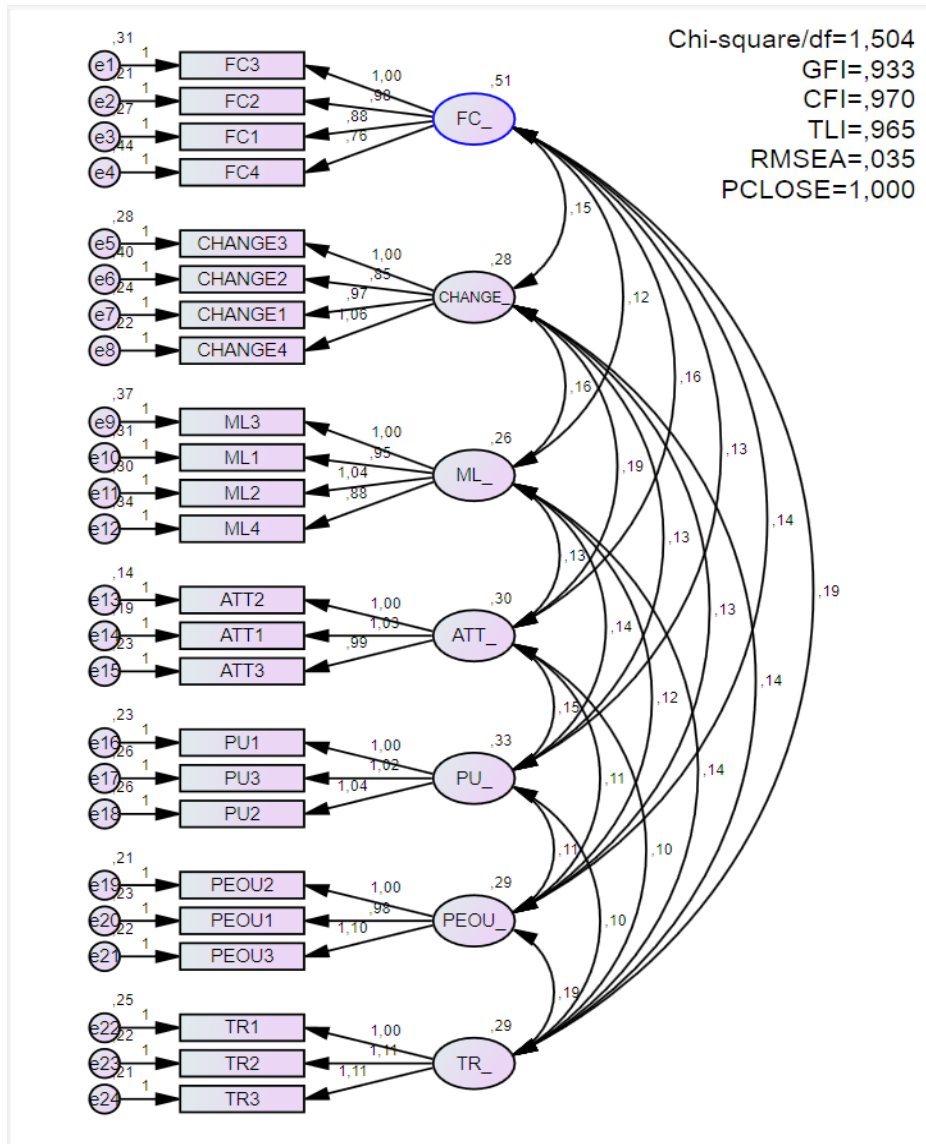 Chi-square/df=1,504
GFI=,933
CFI=,970
TLI=,965
RMSEA=,035
PCLOSE=1,000
,31
e1
1
FC3
1,00
,51
,21
e2
1
FC2
,98
FC_
,27
e3
1
FC1
,88
,44
e4
1
FC4
,76
,15
,28
e5
1
CHANGE3
1,00
,28
,40
e6
1
CHANGE2
,85
CHANGE_
,12
,24
e7
1
CHANGE1
,97
,22
e8
1
CHANGE4
1,06
,16
,16
,37
e9
1
ML3
1,00
,26
,19
,13
,31
e10
1
ML1
,95
ML_
,30
e11
1
ML2
1,04
,34
e12
1
ML4
,88
,13
,13
,14
,14
e13
1
ATT2
1,00
,30
,14
,13
,19
,19
e14
1
ATT1
1,03
ATT_
,23
e15
1
ATT3
,99
,15
,12
,14
,23
e16
1
PU1
1,00
,33
,11
,14
,26
e17
1
PU3
1,02
PU_
,26
e18
1
PU2
1,04
,11
,10
,21
e19
1
PEOU2
1,00
,29
,10
,23
e20
1
PEOU1
,98
PEOU_
,22
e21
1
PEOU3
1,10
,19
,25
e22
1
TR1
1,00
,29
,22
e23
1
TR2
1,11
TR_
,21
e24
1
TR3
1,11